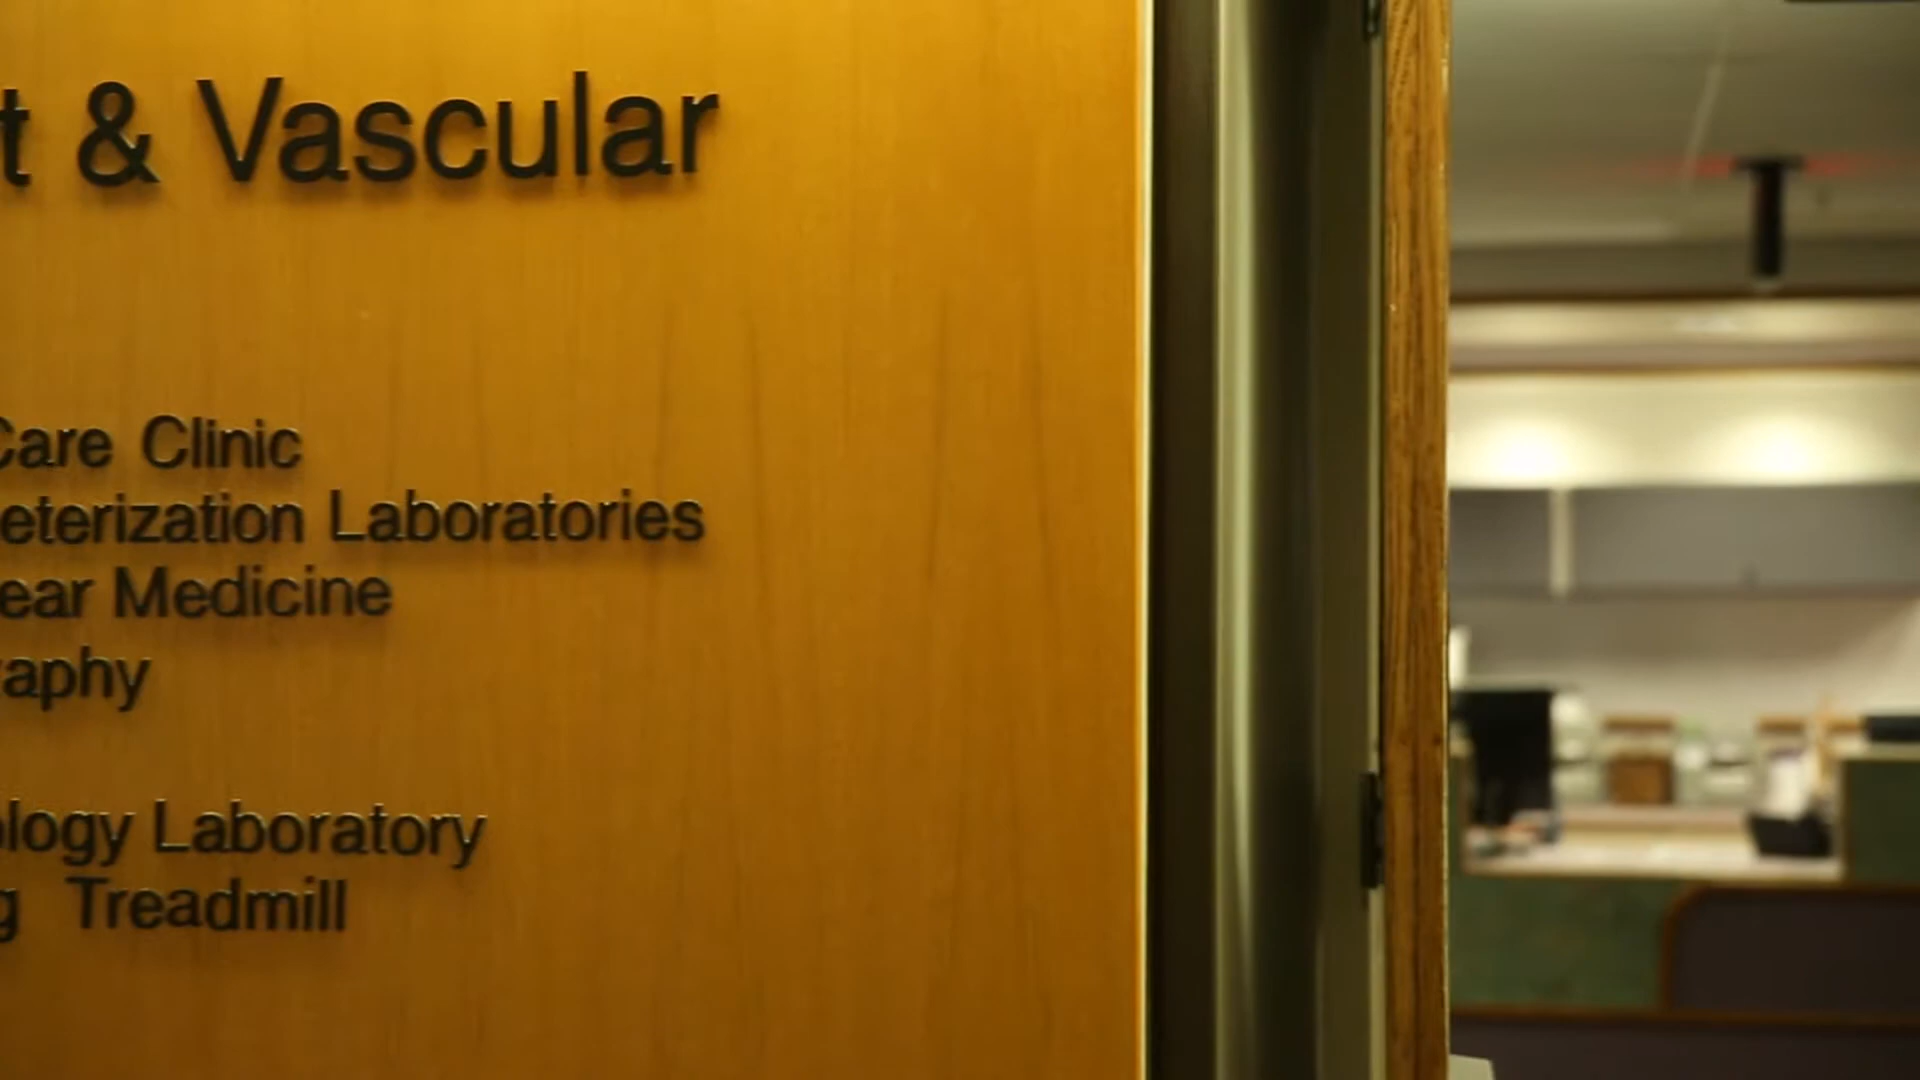 t & Vascular
Care Clinic
eterization Laboratories
ear Medicine
raphy
ology Laboratory
g Treadmill